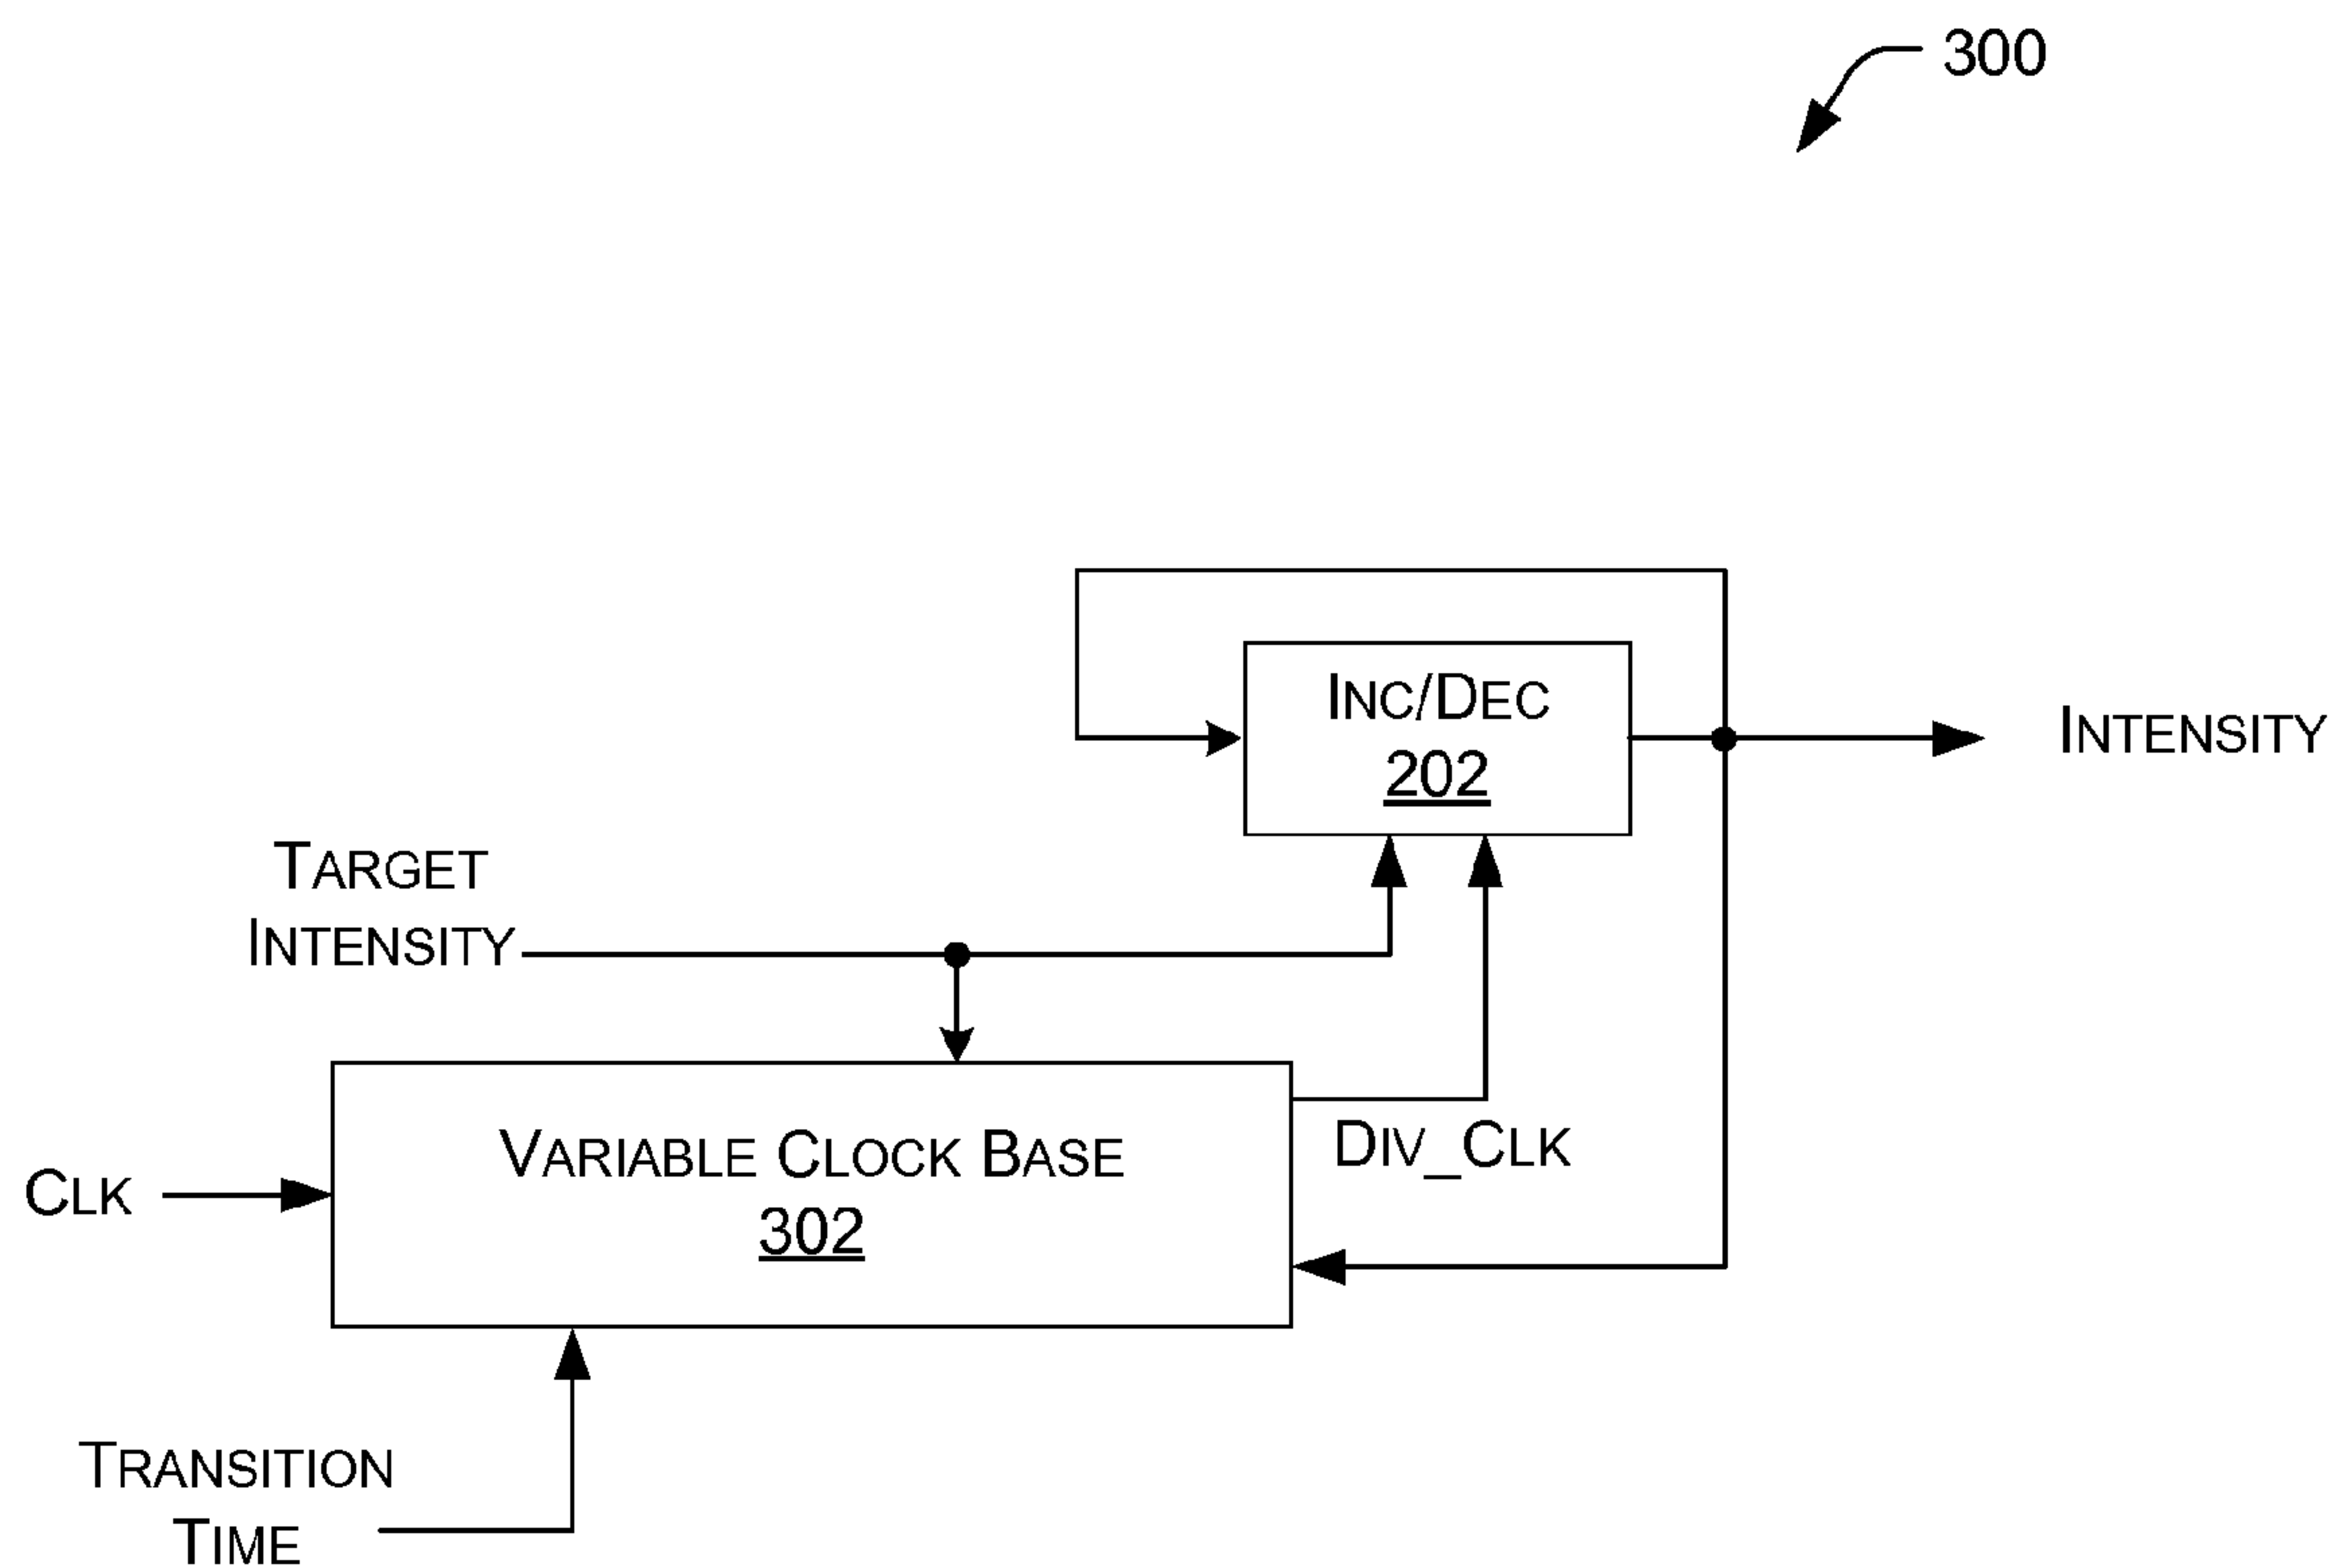 300
INC/DEC
202
INTENSITY
TARGET
INTENSITY
VARIABLE CLOCK BASE
302
DIV_CLK
CLK
TRANSITION
TIME